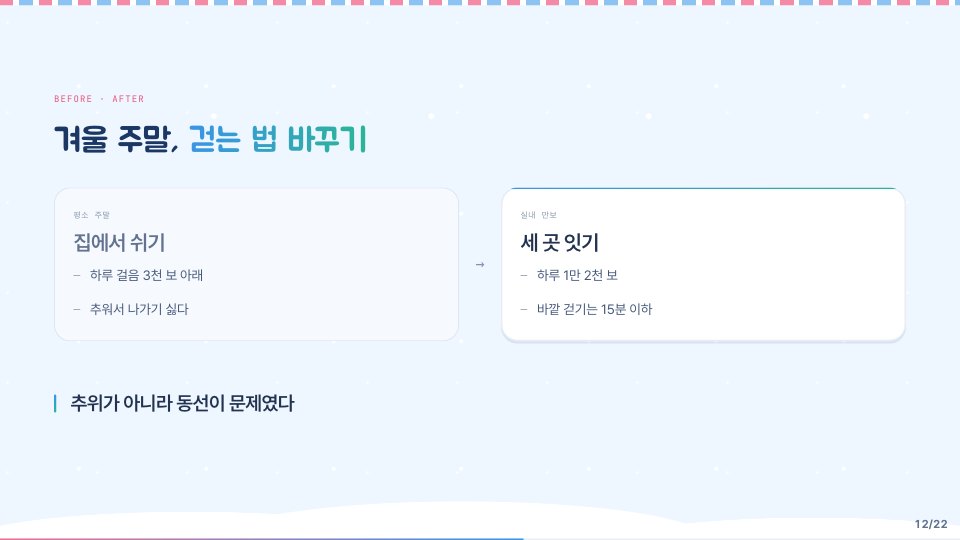 BEFORE · AFTER
겨울 주말, 걷는 법 바꾸기
평소 주말
집에서 쉬기
– 하루 걸음 3천 보 아래
– 추워서 나가기 싫다
→
실내 만보
세 곳 잇기
– 하루 1만 2천 보
– 바깥 걷기는 15분 이하
추위가 아니라 동선이 문제였다
12/22